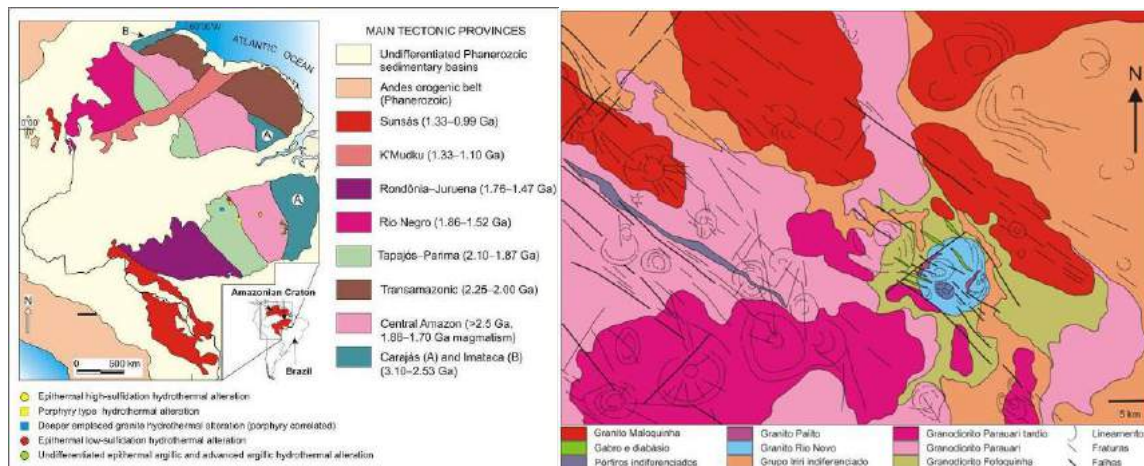 B
60°00'
ATLANTIC OCEAN
0°00'
A
A
N
Amazonian Craton
Brazil
0 500 km
MAIN TECTONIC PROVINCES
Undifferentiated Phanerozoic
sedimentary basins
Andes orogenic belt
(Phanerozoic)
Sunsás (1.33–0.99 Ga)
K'Mudku (1.33–1.10 Ga)
Rondônia–Juruena (1.76–1.47 Ga)
Rio Negro (1.86–1.52 Ga)
Tapajós–Parima (2.10–1.87 Ga)
Transamazonic (2.25–2.00 Ga)
Central Amazon (>2.5 Ga,
1.88–1.70 Ga magmatism)
Carajás (A) and Imataca (B)
(3.10–2.53 Ga)
Epithermal high-sulfidation hydrothermal alteration
Porphyry type hydrothermal alteration
Deeper emplaced granite hydrothermal alteration (porphyry correlated)
Epithermal low-sulfidation hydrothermal alteration
Undifferentiated epithermal argillic and advanced argillic hydrothermal alteration
N
5 km
Granito Maloquinha
Gabro e diabásio
Pórfiros indiferenciados
Granito Palito
Granito Rio Novo
Grupo Iriri indiferenciado
Granodiorito Parauari tardio
Granodiorito Parauari
Granodiorito Fofoquinha
Lineamento
Fraturas
Falhas